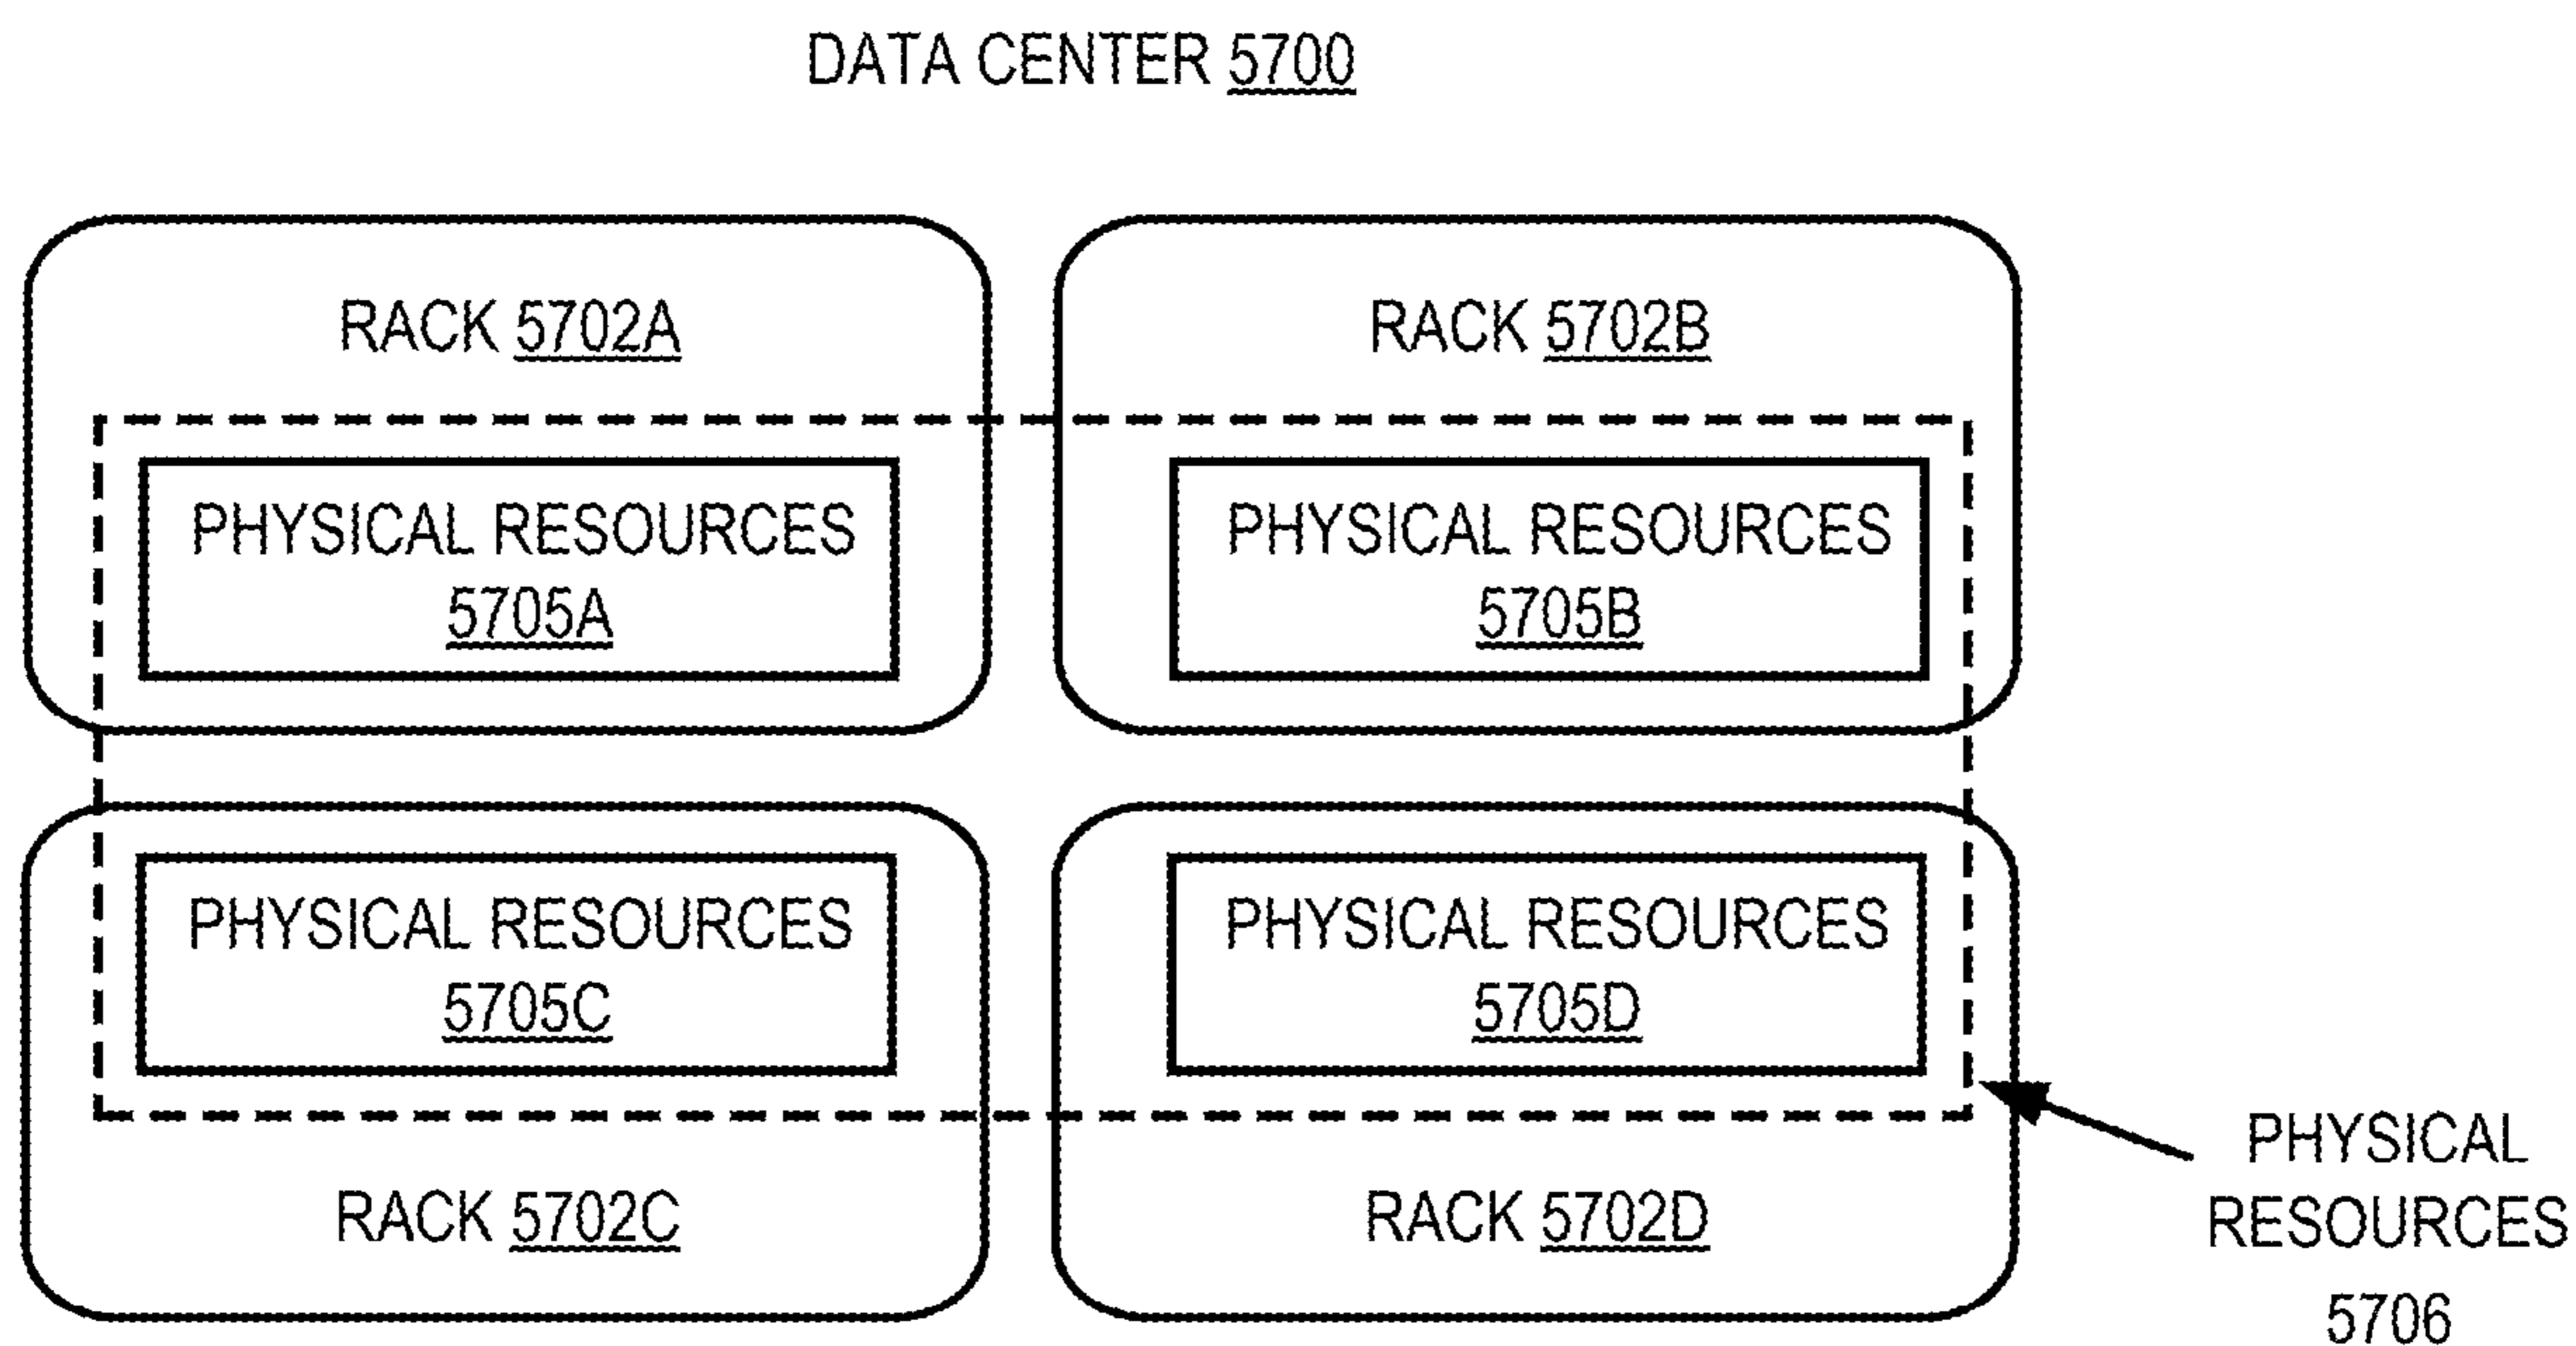 DATA CENTER 5700
RACK 5702A
RACK 5702B
PHYSICAL RESOURCES
5705A
PHYSICAL RESOURCES
5705B
PHYSICAL RESOURCES
5705C
PHYSICAL RESOURCES
5705D
RACK 5702C
RACK 5702D
PHYSICAL
RESOURCES
5706